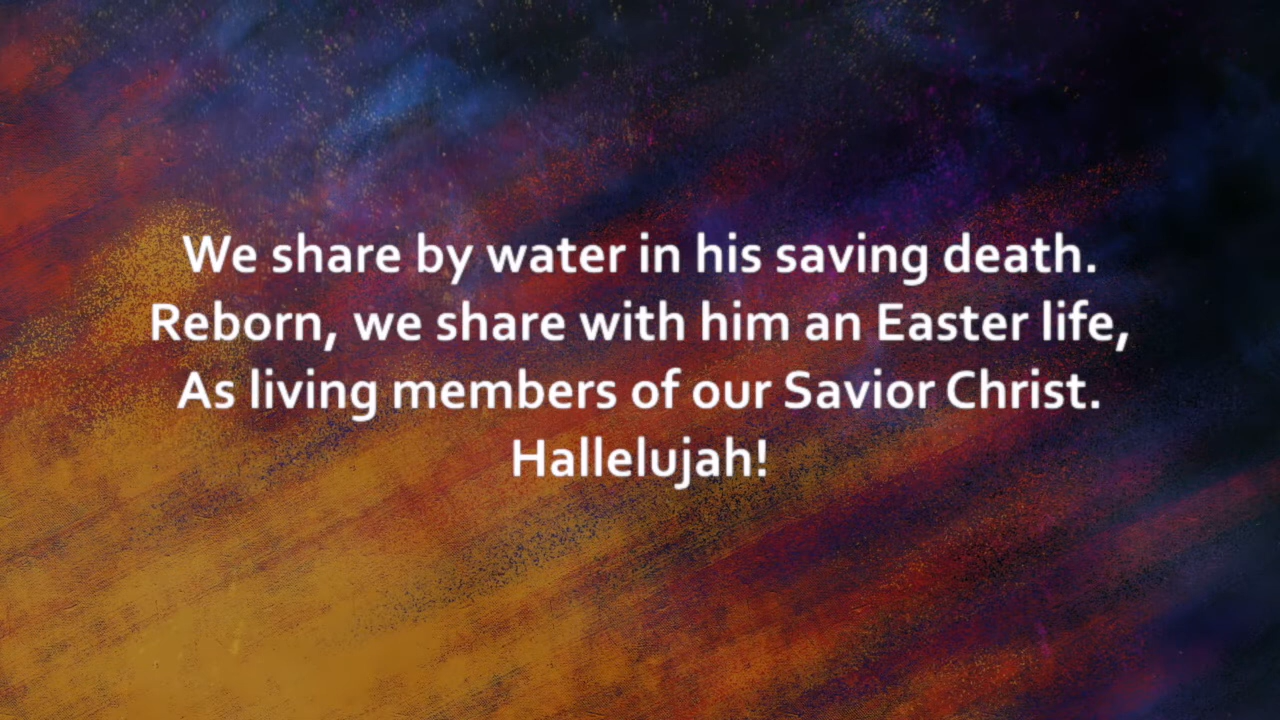 We share by water in his saving death.
Reborn, we share with him an Easter life,
As living members of our Savior Christ.
Hallelujah!